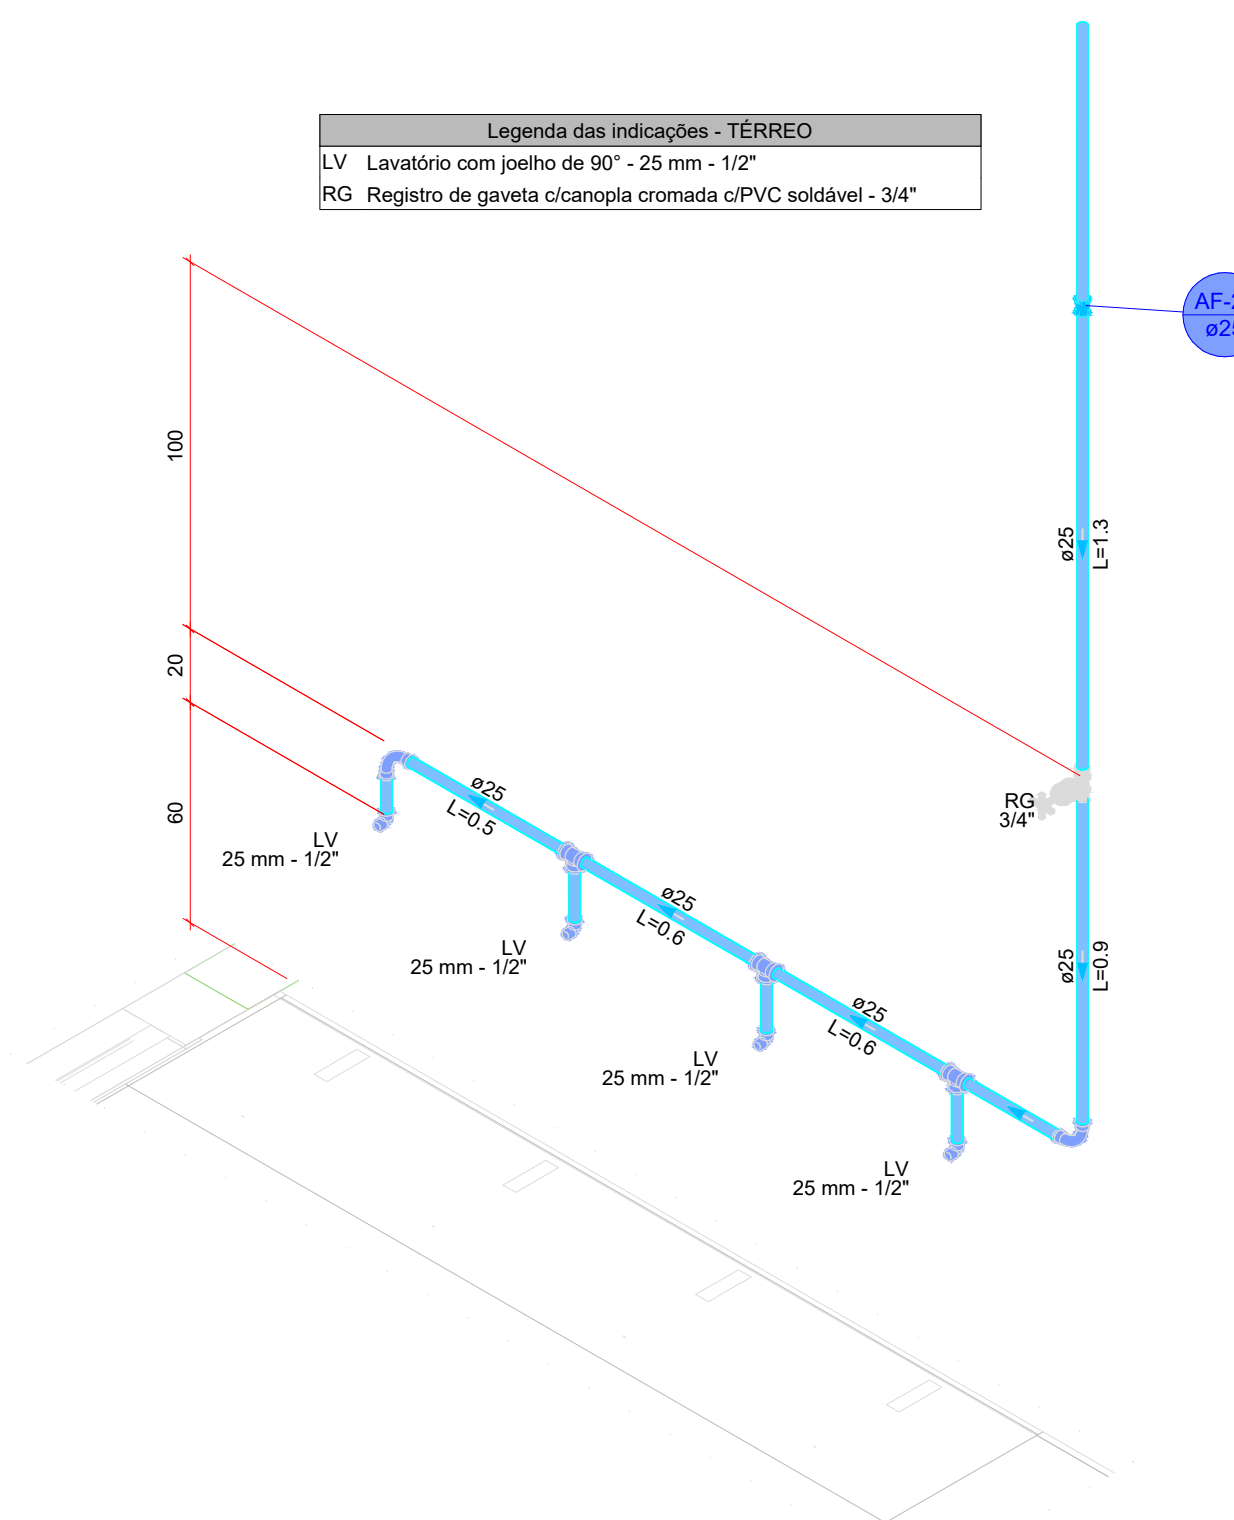 Legenda das indicações - TÉRREO
LV Lavatório com joelho de 90° - 25 mm - 1/2"
RG Registro de gaveta c/canopla cromada c/PVC soldável - 3/4"
100
20
60
ø25
L=1.3
RG
3/4"
ø25
L=0.5
LV
25 mm - 1/2"
ø25
L=0.6
LV
25 mm - 1/2"
ø25
L=0.9
ø25
L=0.6
LV
25 mm - 1/2"
LV
25 mm - 1/2"